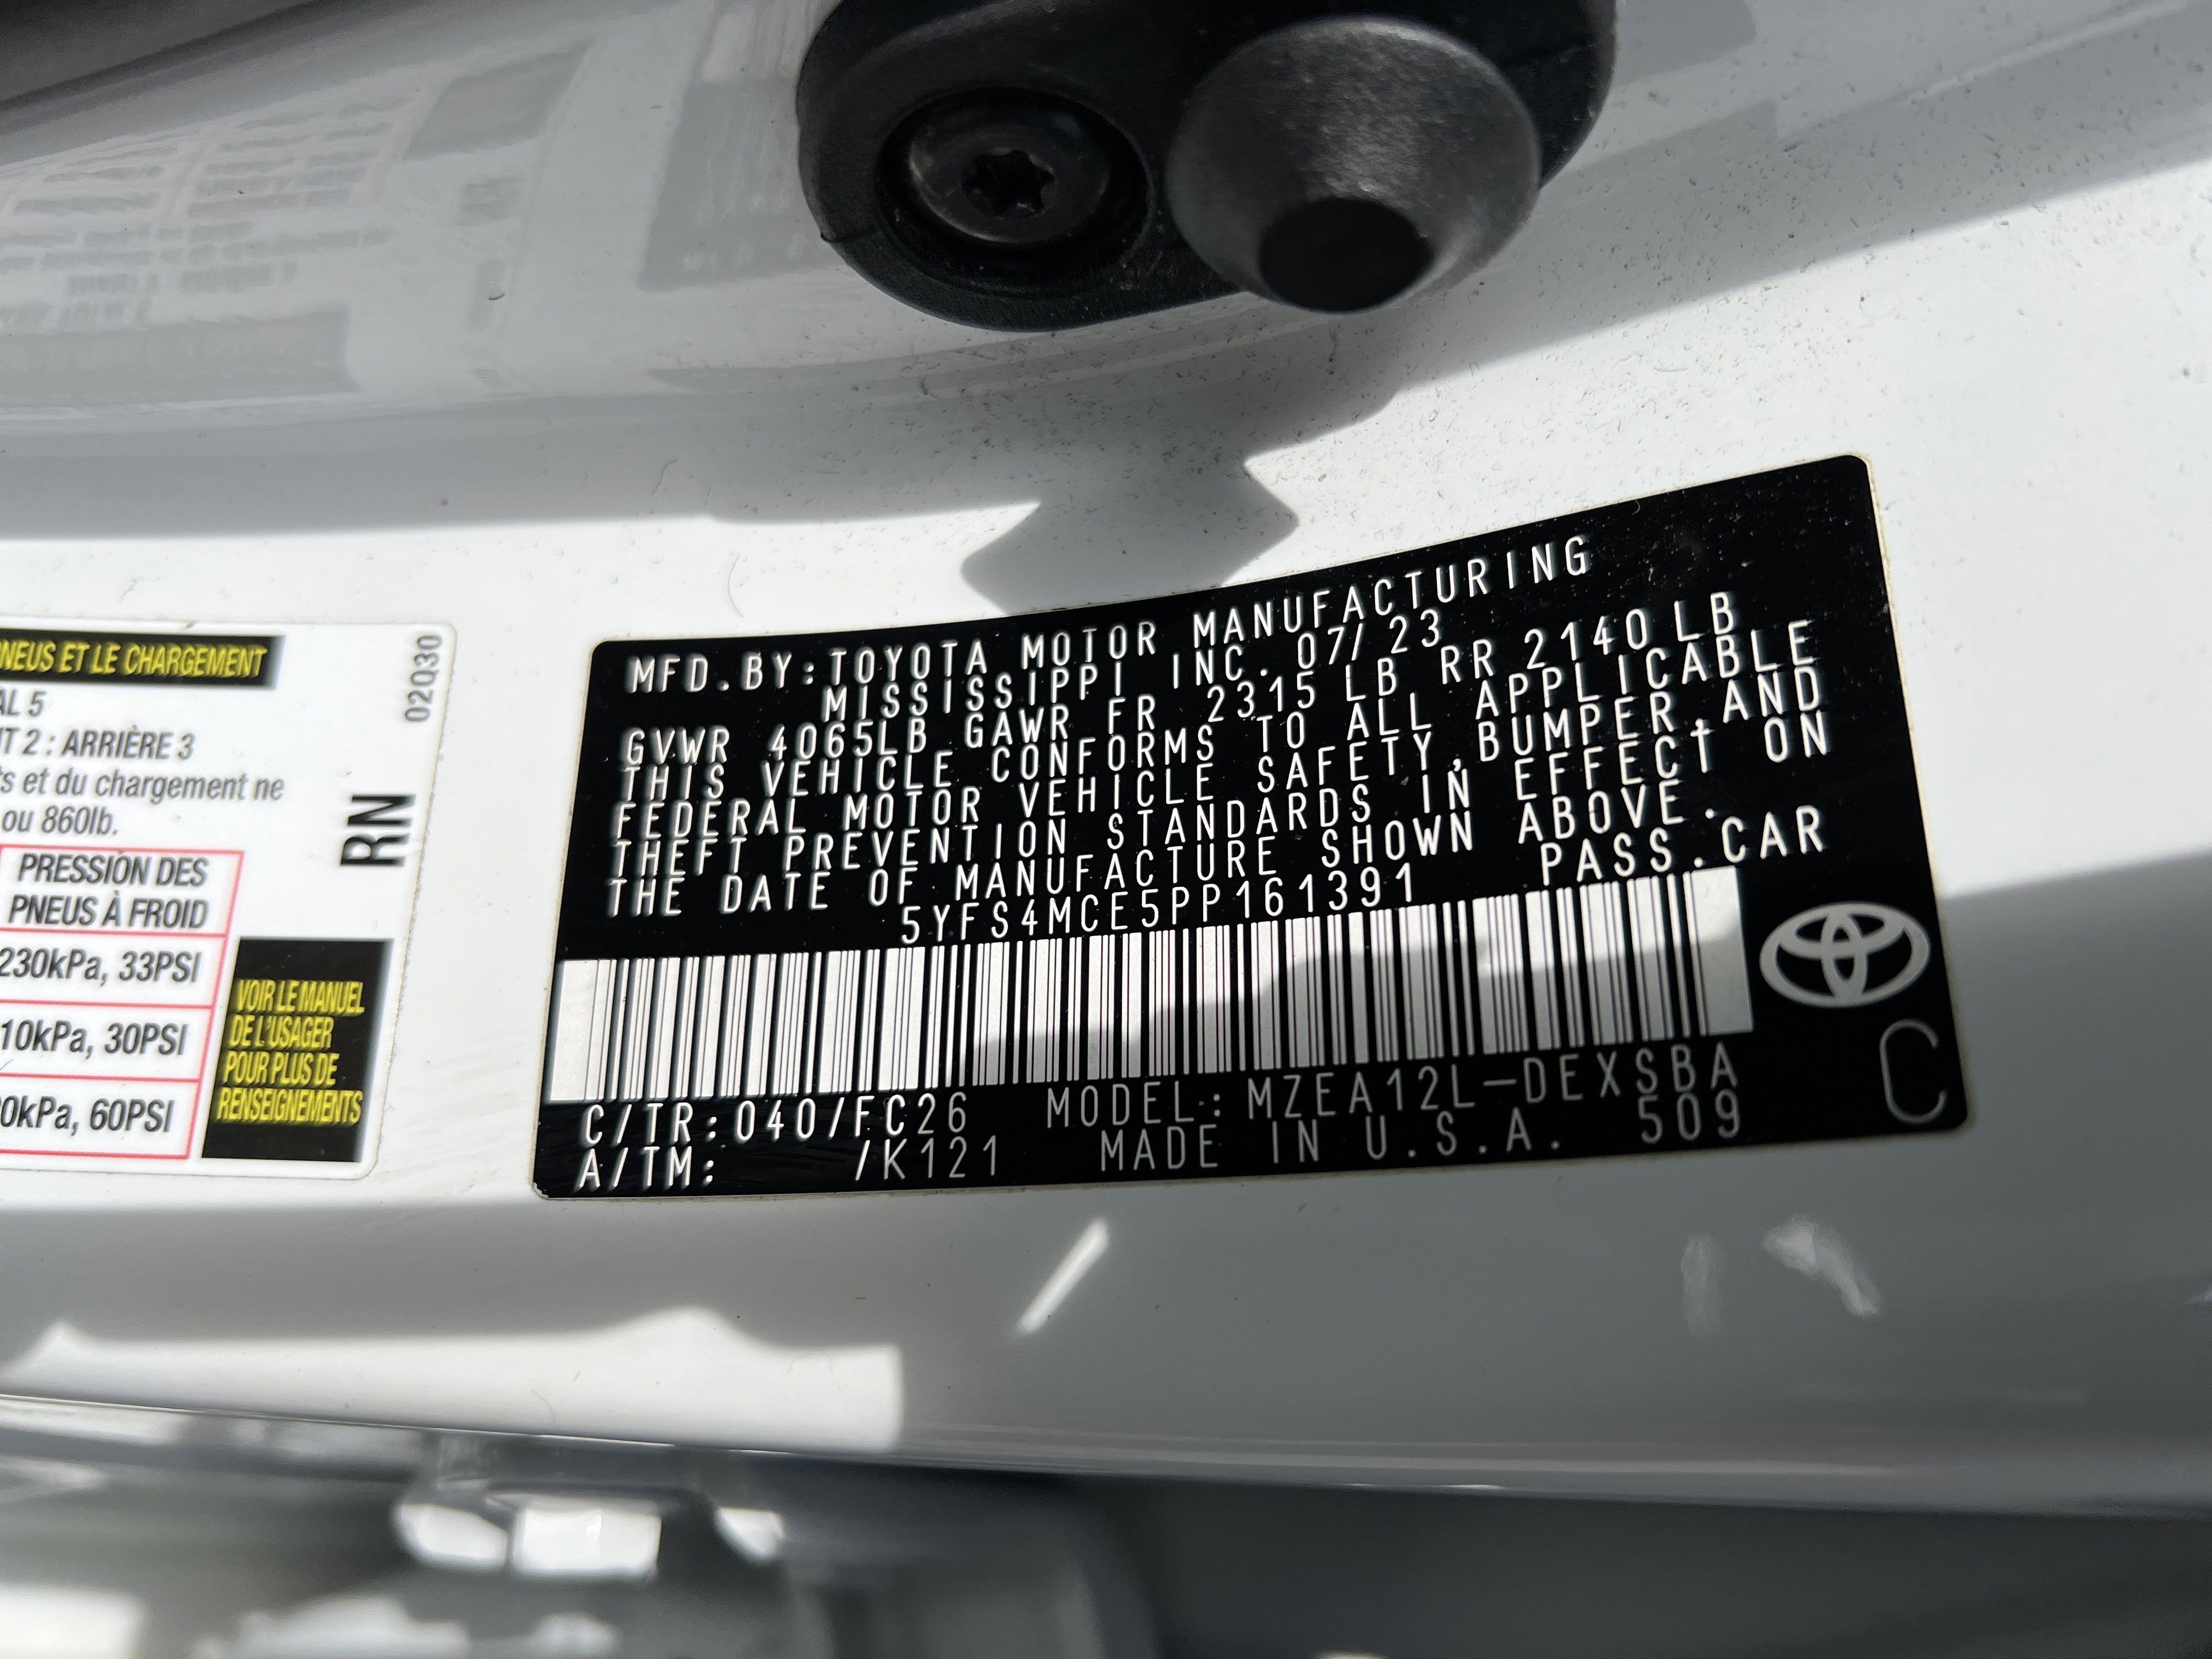 NEUS ET LE CHARGEMENT
AL 5
T 2 : ARRIÈRE 3
s et du chargement ne
ou 860lb.
PRESSION DES
PNEUS À FROID
230kPa, 33PSI
10kPa, 30PSI
0kPa, 60PSI
VOIR LE MANUEL
DE L'USAGER
POUR PLUS DE
RENSEIGNEMENTS
02Q30
RN
MFD.BY:TOYOTA MOTOR MANUFACTURING
MISSISSIPPI INC. 07/23
GVWR 4065LB GAWR FR 2315 LB RR 2140LB
THIS VEHICLE CONFORMS TO ALL APPLICABLE
FEDERAL MOTOR VEHICLE SAFETY,BUMPER,AND
THEFT PREVENTION STANDARDS IN EFFECT ON
THE DATE OF MANUFACTURE SHOWN ABOVE.
5YFS4MCE5PP161391 PASS.CAR
C/TR:040/FC26 MODEL:MZEA12L-DEXSBA
A/TM: /K121 MADE IN U.S.A. 509
C